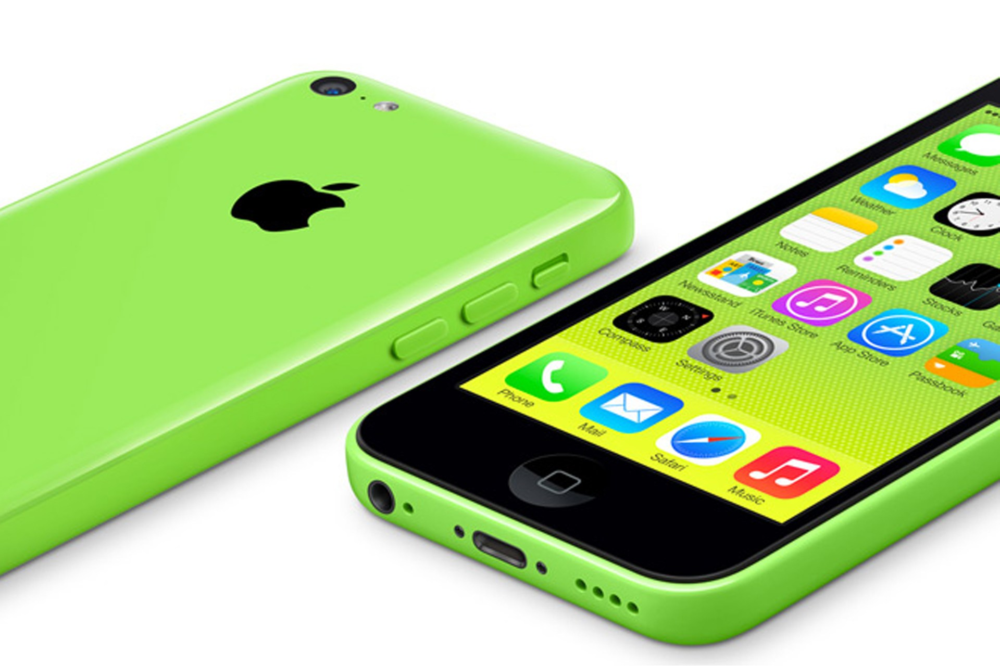 Messages
Weather
Clock
Notes
Reminders
Stocks
Newsstand
iTunes Store
App Store
Passbook
Compass
Settings
Phone
Mail
Safari
Music